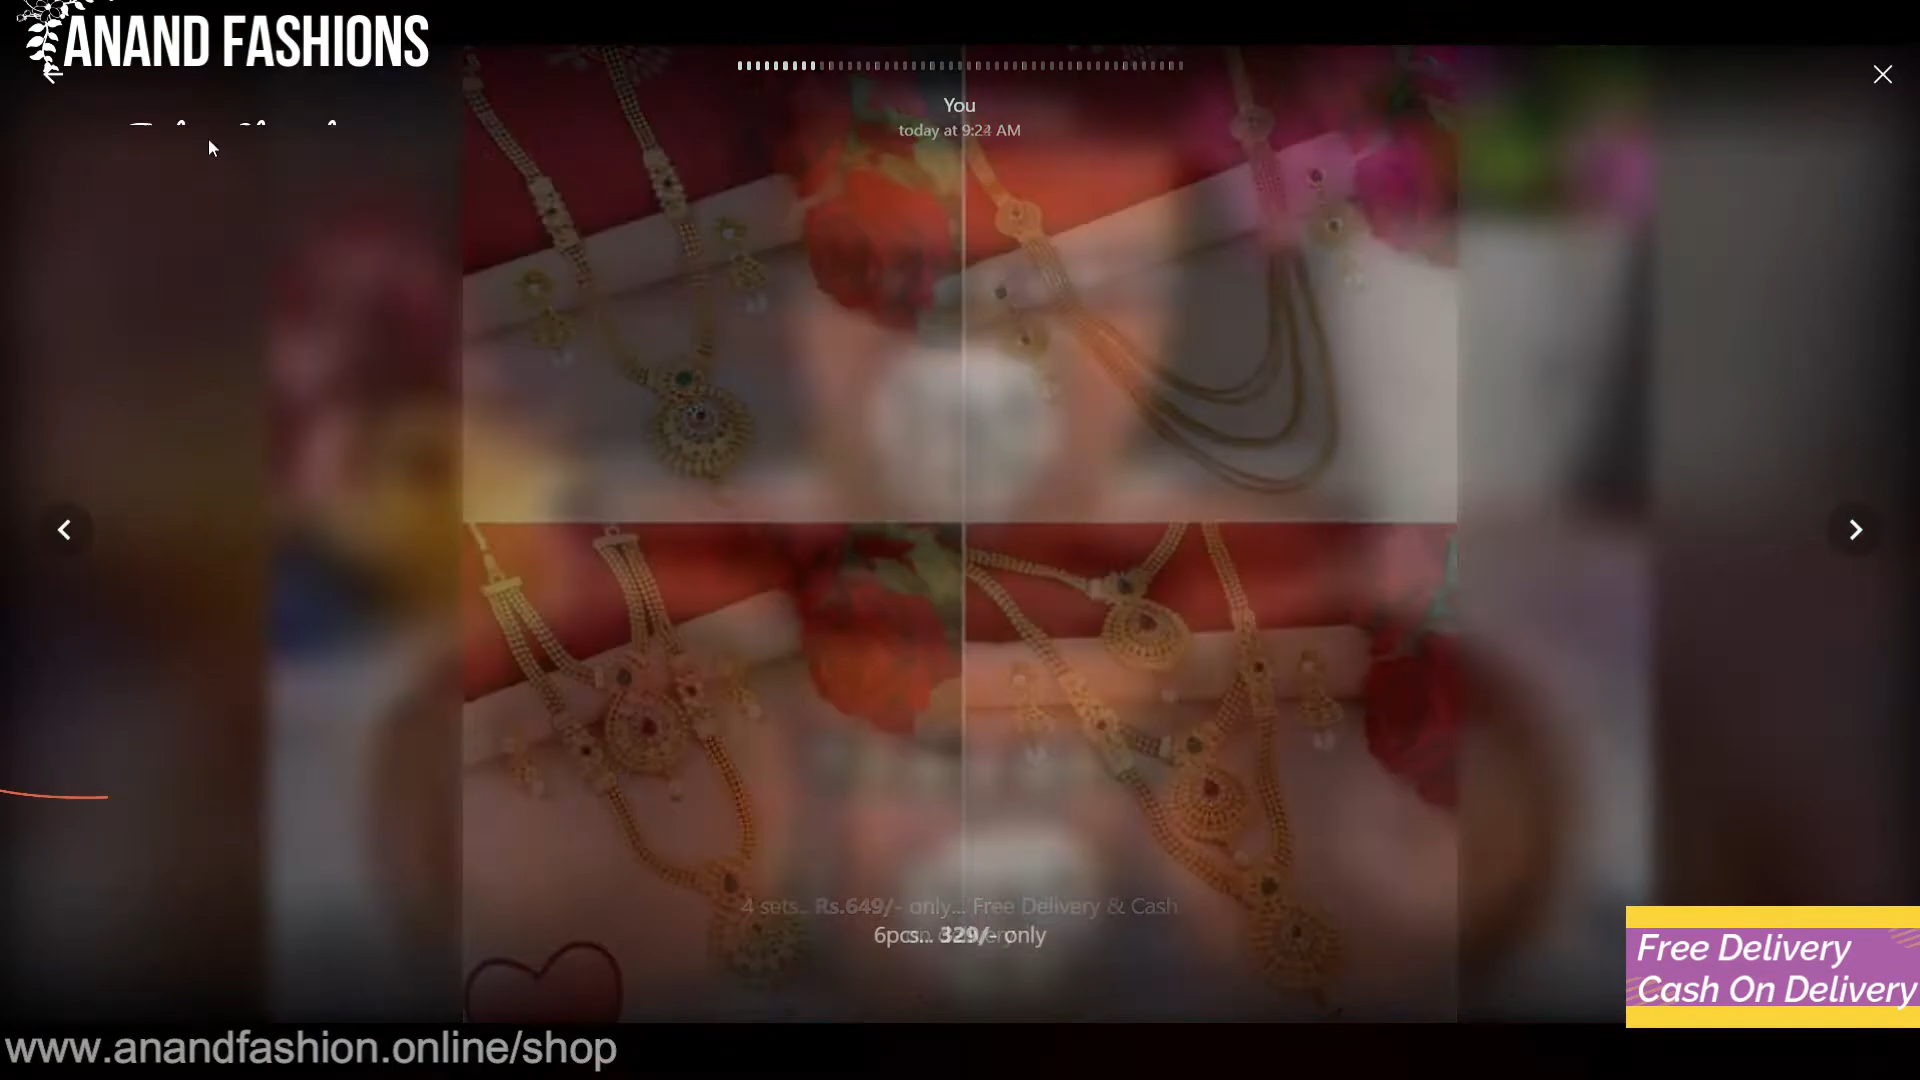 ANAND FASHIONS
You
today at 9:24 AM
4 sets.. Rs.649/- only... Free Delivery & Cash
6pcs... 329/- only
Free Delivery
Cash On Delivery
www.anandfashion.online/shop